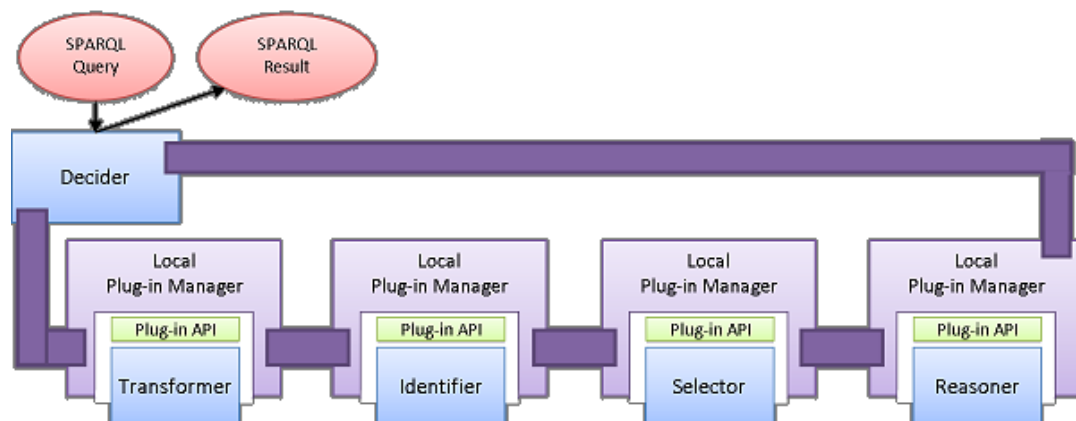 SPARQL
Query
SPARQL
Result
Decider
Local
Plug-in Manager
Plug-in API
Transformer
Local
Plug-in Manager
Plug-in API
Identifier
Local
Plug-in Manager
Plug-in API
Selector
Local
Plug-in Manager
Plug-in API
Reasoner